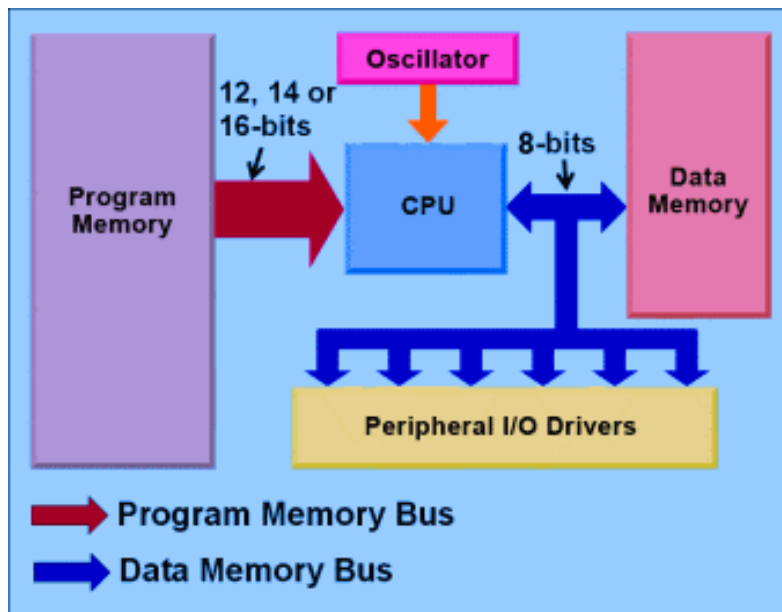 Oscillator
12, 14 or
16-bits
8-bits
Program
Memory
CPU
Data
Memory
Peripheral I/O Drivers
Program Memory Bus
Data Memory Bus